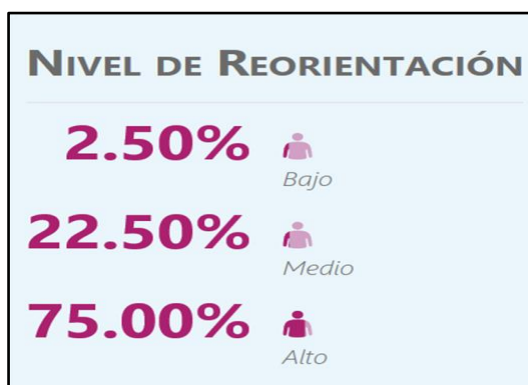 NIVEL DE REORIENTACIÓN
2.50%
Bajo
22.50%
Medio
75.00%
Alto